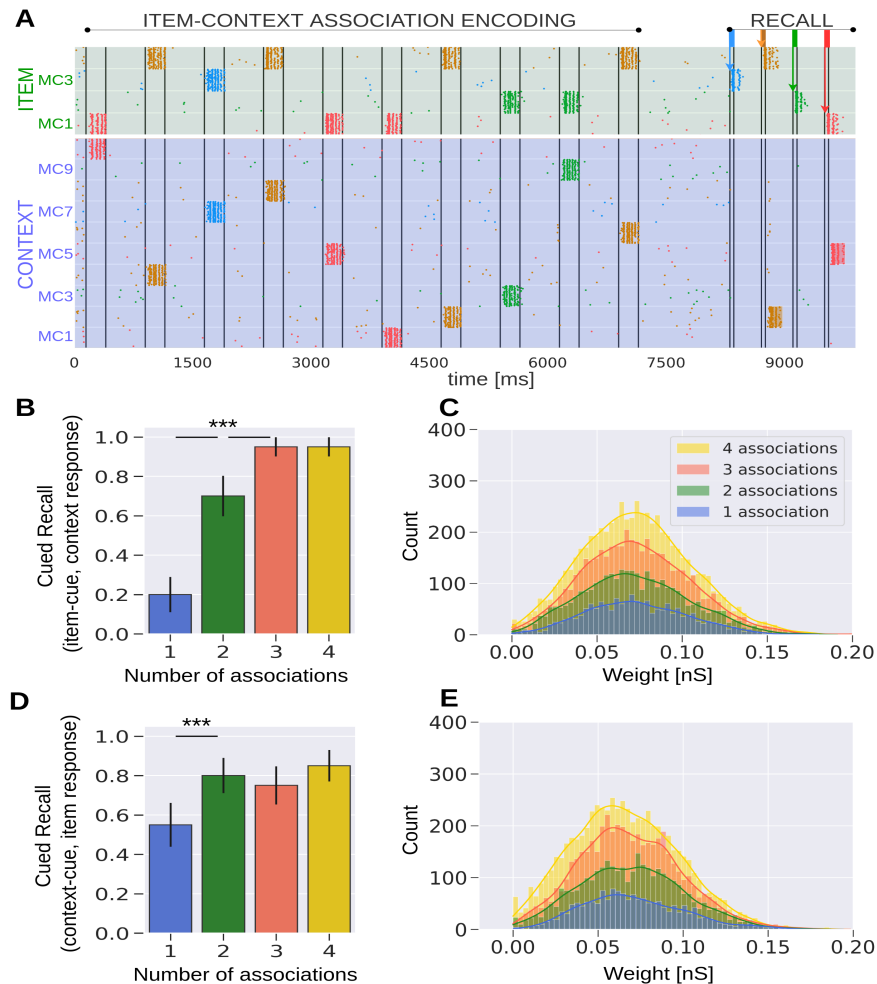 A
ITEM-CONTEXT ASSOCIATION ENCODING
RECALL
ITEM
MC3
MC1
CONTEXT
MC9
MC7
MC5
MC3
MC1
0 1500 3000 4500 6000 7500 9000
time [ms]
B
***
Cued Recall
(item-cue, context response)
1.0
0.8
0.6
0.4
0.2
0.0
1 2 3 4
Number of associations
C
Count
400
300
200
100
0
4 associations
3 associations
2 associations
1 association
0.00 0.05 0.10 0.15 0.20
Weight [nS]
D
***
Cued Recall
(context-cue, item response)
1.0
0.8
0.6
0.4
0.2
0.0
1 2 3 4
Number of associations
E
Count
400
300
200
100
0
0.00 0.05 0.10 0.15 0.20
Weight [nS]